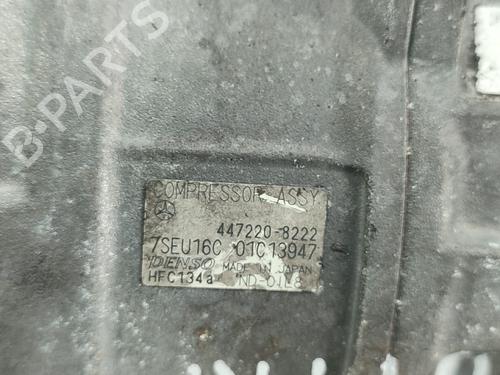 B-PARTS
COMPRESSOR ASSY
447220-8222
7SEU16C 01C13947
DENSO MADE IN JAPAN
HFC134a ND-OIL8